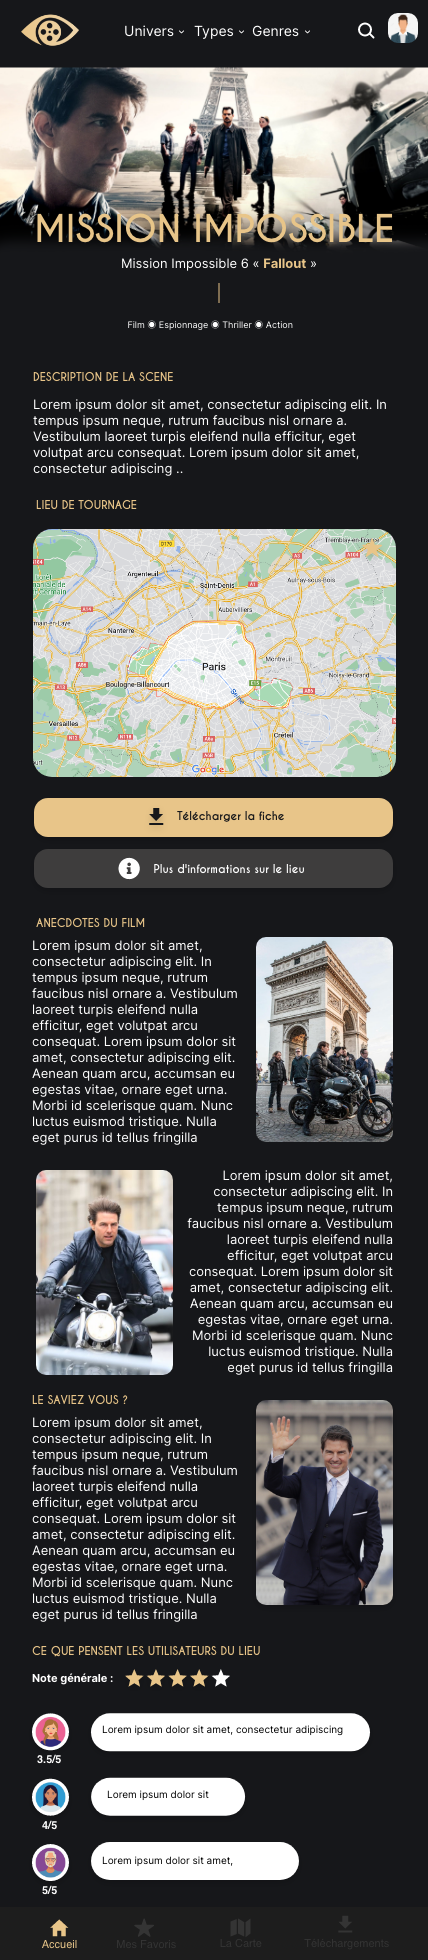 Univers Types Genres
MISSION IMPOSSIBLE
Mission Impossible 6 « Fallout »
Film Espionnage Thriller Action
DESCRIPTION DE LA SCENE
Lorem ipsum dolor sit amet, consectetur adipiscing elit. In
tempus ipsum neque, rutrum faucibus nisl ornare a.
Vestibulum laoreet turpis eleifend nulla efficitur, eget
volutpat arcu consequat. Lorem ipsum dolor sit amet,
consectetur adipiscing ..
LIEU DE TOURNAGE
Tremblay-en-France
D170
A104
A15
Argenteuil
Saint-Denis
A1
Aulnay-sous-Bois
A14
Aubervilliers
Nanterre
Paris
Montreuil
Boulogne-Billancourt
Noisy-le-Grand
A13
Seine
Versailles
Créteil
A86
Google
Télécharger la fiche
Plus d'informations sur le lieu
ANECDOTES DU FILM
Lorem ipsum dolor sit amet,
consectetur adipiscing elit. In
tempus ipsum neque, rutrum
faucibus nisl ornare a. Vestibulum
laoreet turpis eleifend nulla
efficitur, eget volutpat arcu
consequat. Lorem ipsum dolor sit
amet, consectetur adipiscing elit.
Aenean quam arcu, accumsan eu
egestas vitae, ornare eget urna.
Morbi id scelerisque quam. Nunc
luctus euismod tristique. Nulla
eget purus id tellus fringilla
Lorem ipsum dolor sit amet,
consectetur adipiscing elit. In
tempus ipsum neque, rutrum
faucibus nisl ornare a. Vestibulum
laoreet turpis eleifend nulla
efficitur, eget volutpat arcu
consequat. Lorem ipsum dolor sit
amet, consectetur adipiscing elit.
Aenean quam arcu, accumsan eu
egestas vitae, ornare eget urna.
Morbi id scelerisque quam. Nunc
luctus euismod tristique. Nulla
eget purus id tellus fringilla
LE SAVIEZ VOUS ?
Lorem ipsum dolor sit amet,
consectetur adipiscing elit. In
tempus ipsum neque, rutrum
faucibus nisl ornare a. Vestibulum
laoreet turpis eleifend nulla
efficitur, eget volutpat arcu
consequat. Lorem ipsum dolor sit
amet, consectetur adipiscing elit.
Aenean quam arcu, accumsan eu
egestas vitae, ornare eget urna.
Morbi id scelerisque quam. Nunc
luctus euismod tristique. Nulla
eget purus id tellus fringilla
CE QUE PENSENT LES UTILISATEURS DU LIEU
Note générale :
Lorem ipsum dolor sit amet, consectetur adipiscing
3.5/5
Lorem ipsum dolor sit
4/5
Lorem ipsum dolor sit amet,
5/5
Accueil Mes Favoris La Carte Téléchargements